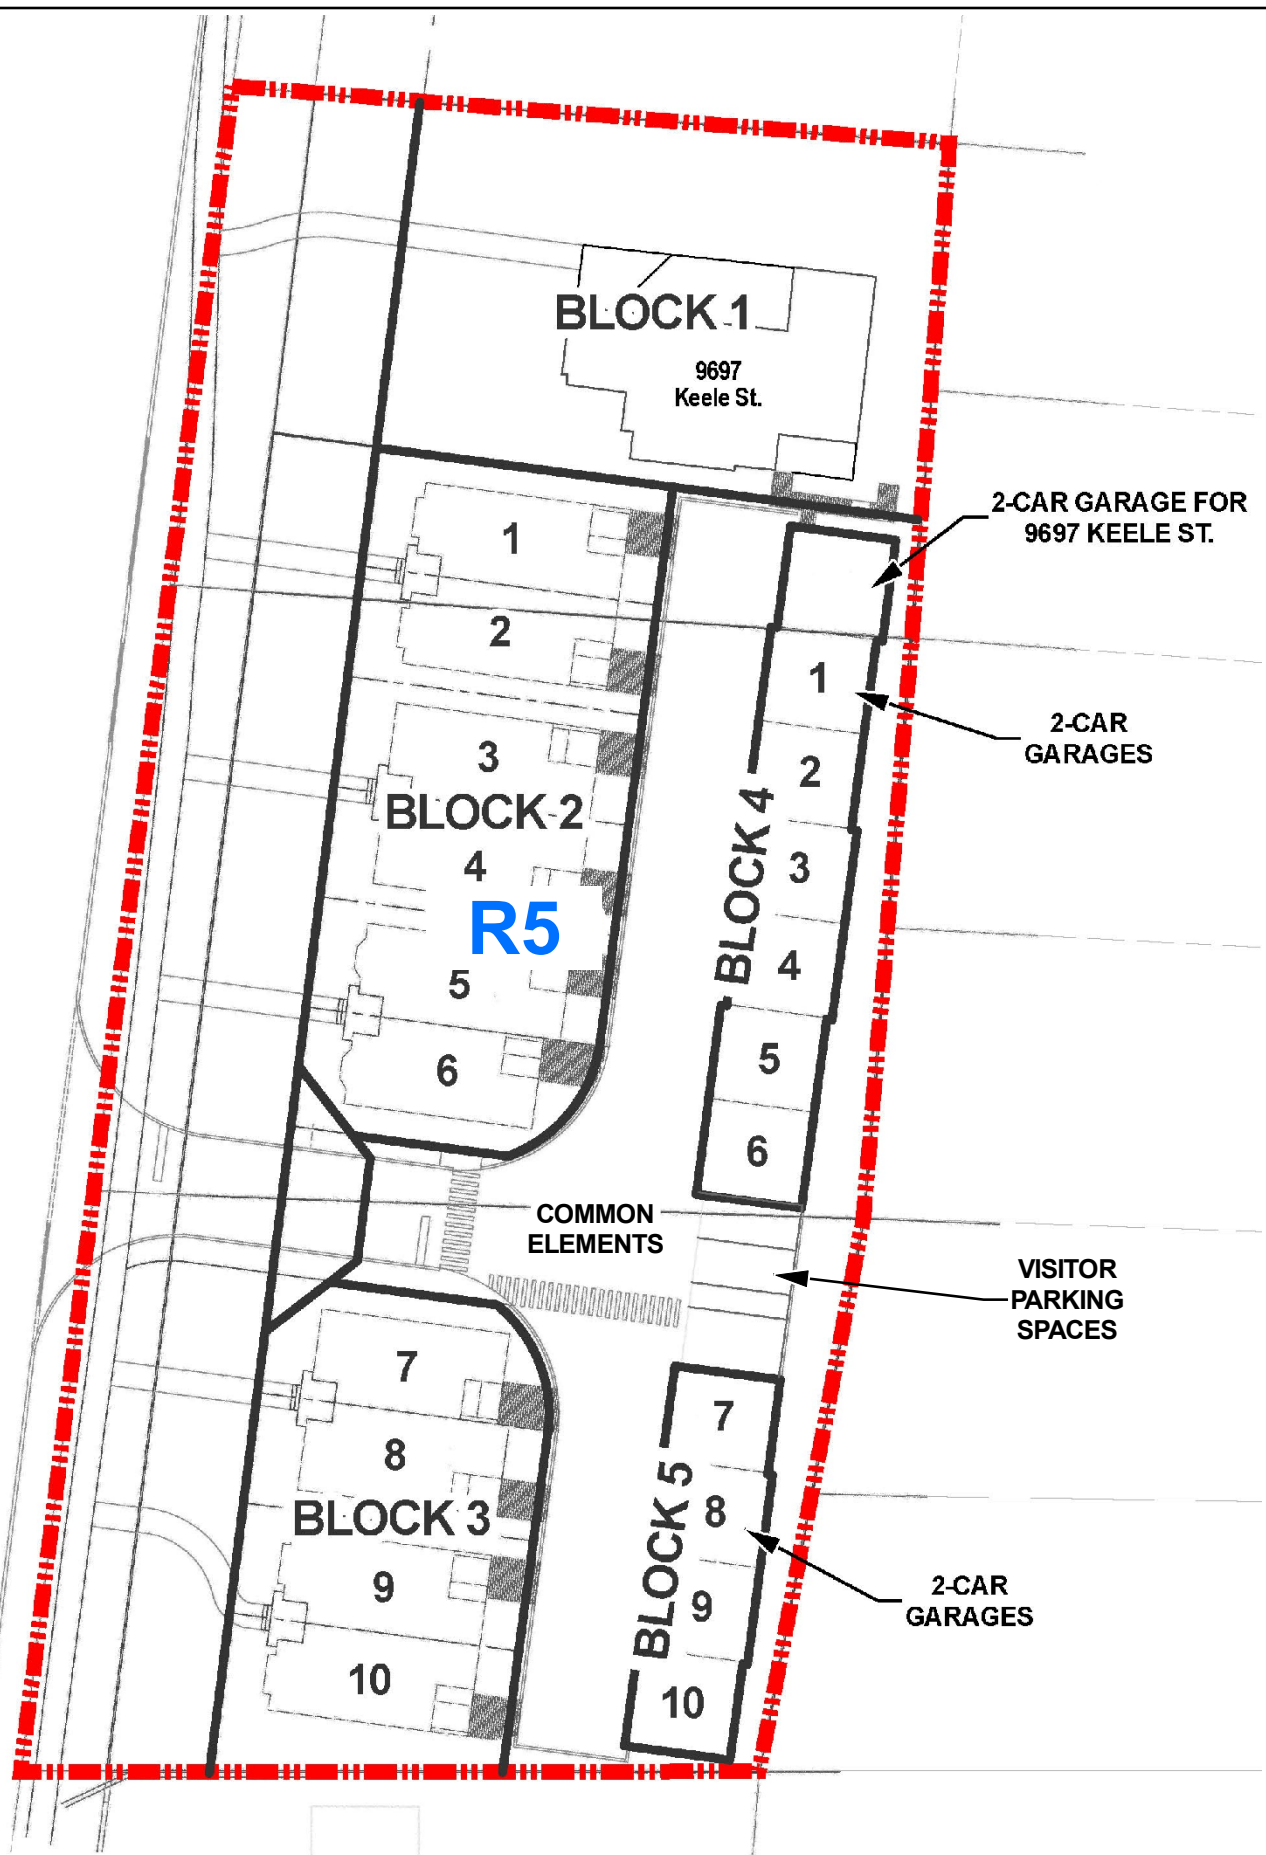 BLOCK 1
9697
Keele St.
2-CAR GARAGE FOR
9697 KEELE ST.
1
2
3
BLOCK 2
4
R5
5
6
1
2
3
4
5
6
BLOCK 4
2-CAR
GARAGES
COMMON
ELEMENTS
VISITOR
PARKING
SPACES
7
8
BLOCK 3
9
10
7
8
9
10
BLOCK 5
2-CAR
GARAGES